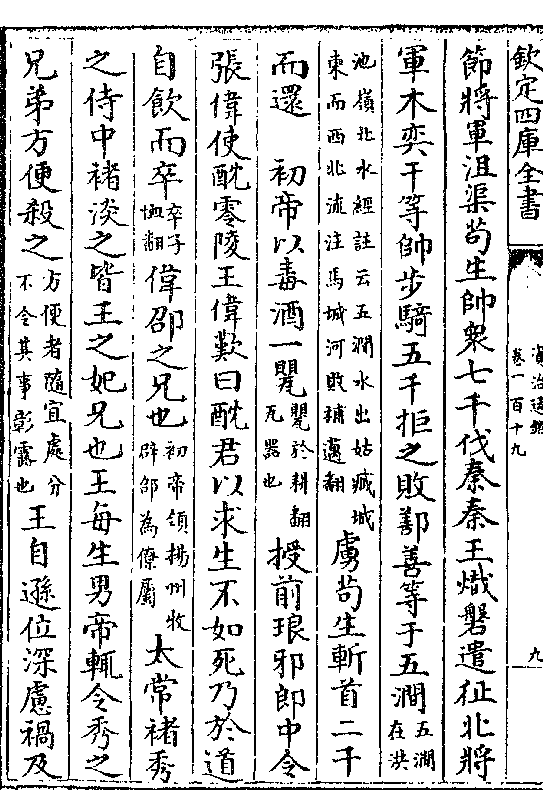 欽定四庫全書
資治通鑑
卷一百十九
九
節將軍沮渠茍生帥衆七千伐秦秦王熾磐遣征北將
軍木奕干等帥步騎五千拒之敗鄯善等于五澗五澗在洪
池嶺北水經註云五澗水出姑臧城東而西北流注馬城河敗補邁翻虜茍生斬首二千
而還　初帝以毒酒一甖甖於耕翻瓦器也授前琅邪郎中令
張偉使酖零陵王偉歎曰酖君以求生不如死乃於道
自飲而卒卒子恤翻偉邵之兄也初帝領揚州牧辟邵為僚屬太常褚秀
之侍中褚淡之皆王之妃兄也王每生男帝輒令秀之
兄弟方便殺之方便者隨宜處分不令其事彰露也王自遜位深慮禍及